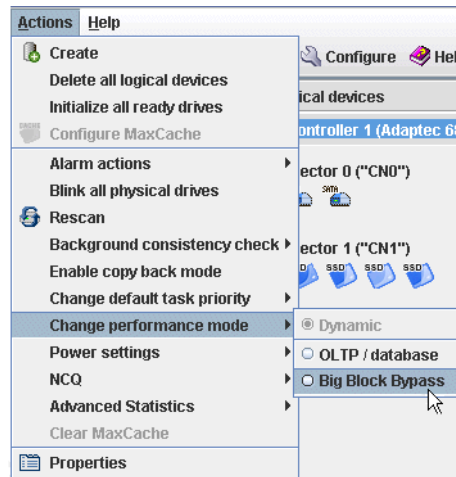 Actions Help
Create
Delete all logical devices
Initialize all ready drives
Configure MaxCache
Alarm actions
Blink all physical drives
Rescan
Background consistency check
Enable copy back mode
Change default task priority
Change performance mode
Power settings
NCQ
Advanced Statistics
Clear MaxCache
Properties
Configure Hel
ical devices
ontroller 1 (Adaptec 68
ector 0 ("CN0")
SATA
ector 1 ("CN1")
SSD SSD SSD SSD
Dynamic
OLTP / database
Big Block Bypass